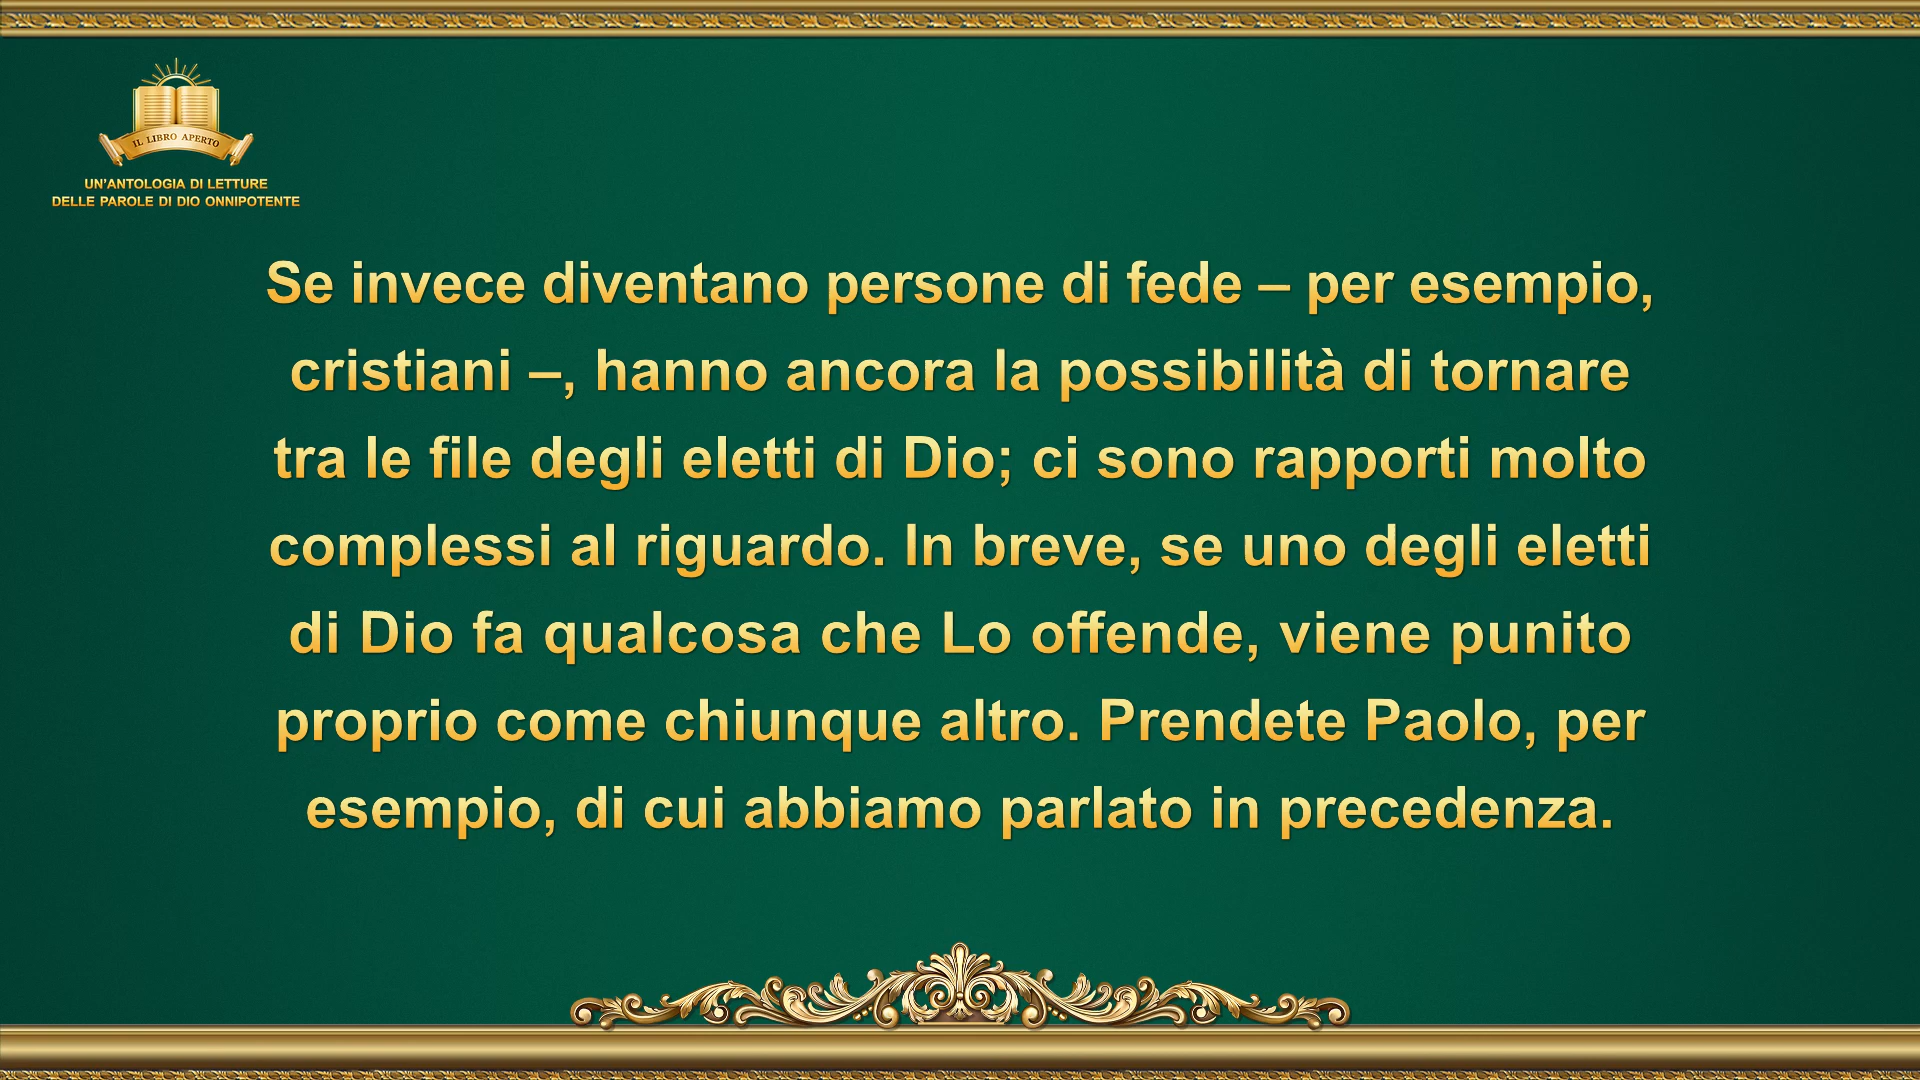 IL LIBRO APERTO
UN'ANTOLOGIA DI LETTURE
DELLE PAROLE DI DIO ONNIPOTENTE
Se invece diventano persone di fede – per esempio,
cristiani –, hanno ancora la possibilità di tornare
tra le file degli eletti di Dio; ci sono rapporti molto
complessi al riguardo. In breve, se uno degli eletti
di Dio fa qualcosa che Lo offende, viene punito
proprio come chiunque altro. Prendete Paolo, per
esempio, di cui abbiamo parlato in precedenza.